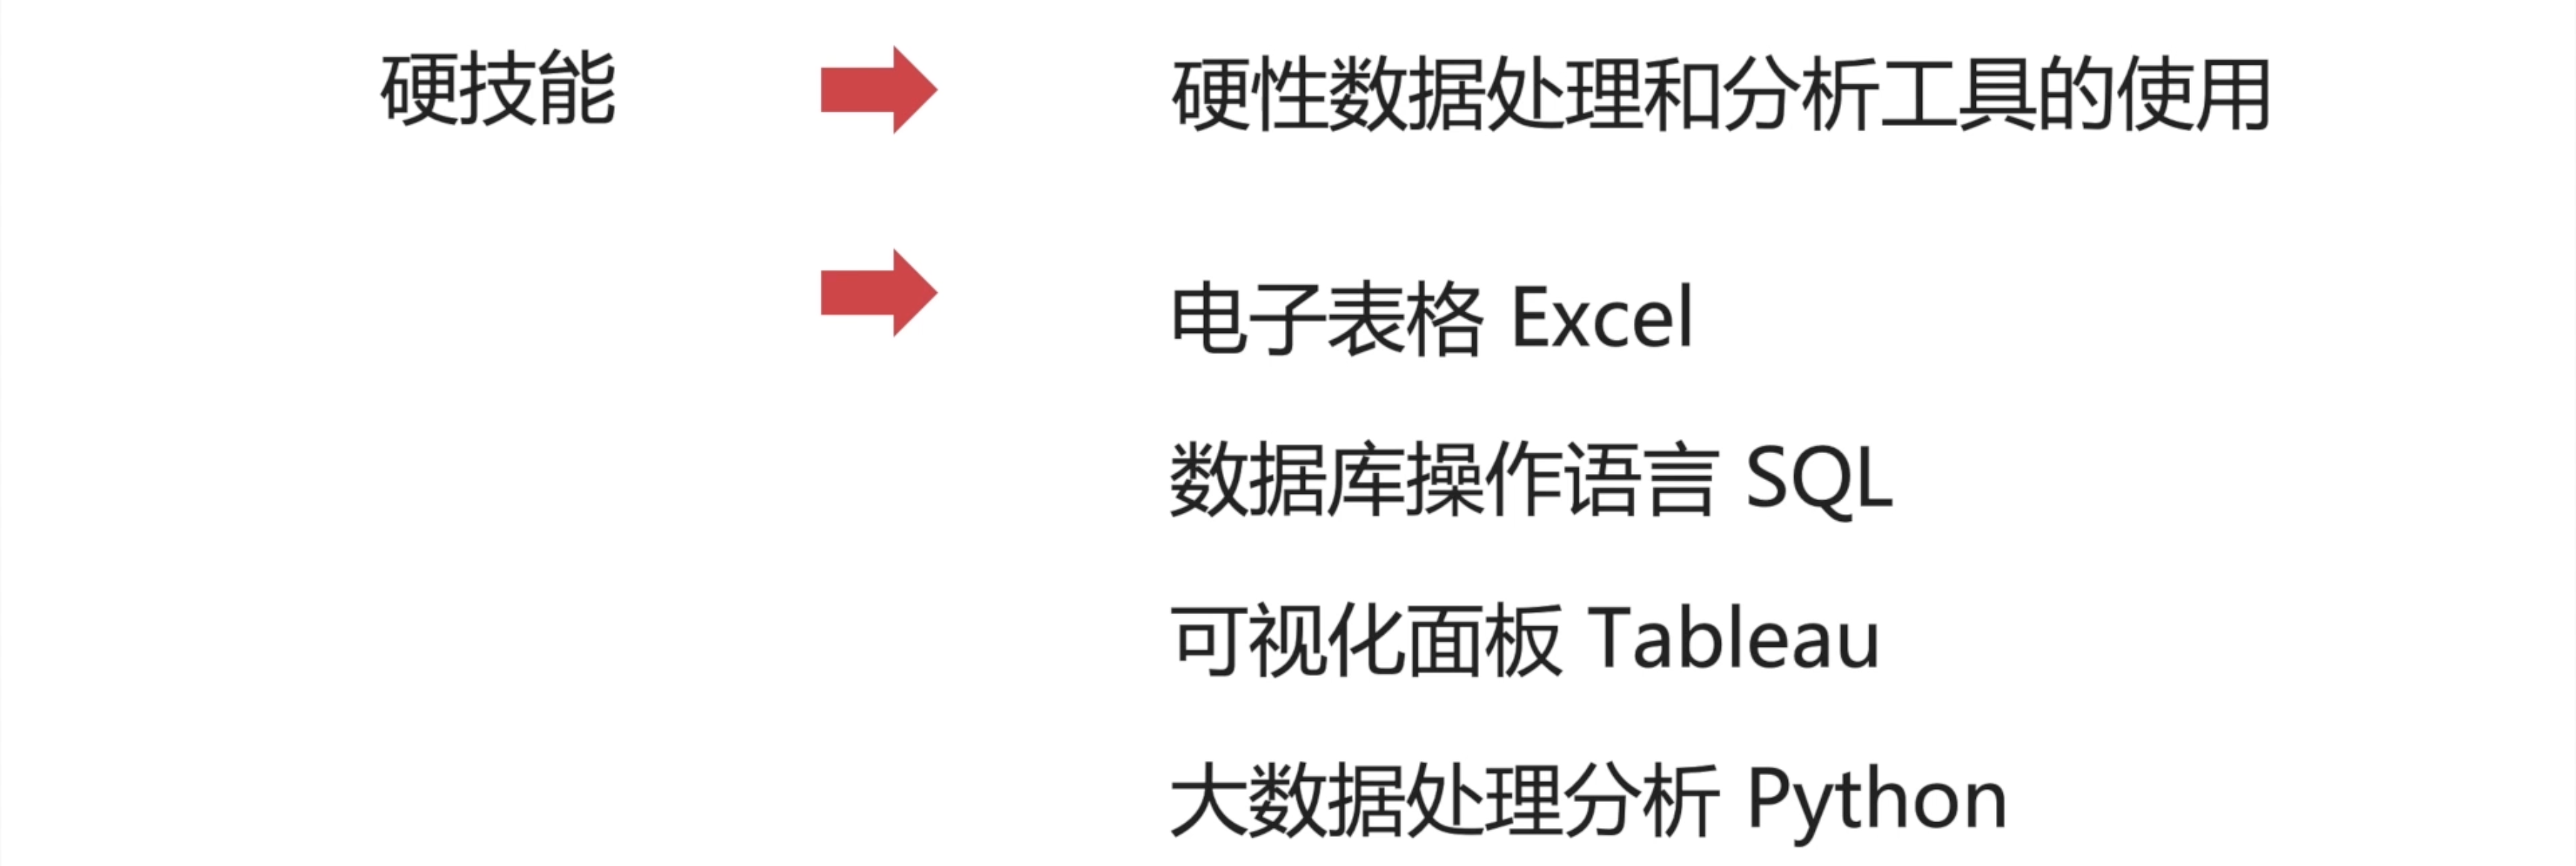 硬技能
硬性数据处理和分析工具的使用
电子表格 Excel
数据库操作语言 SQL
可视化面板 Tableau
大数据处理分析 Python